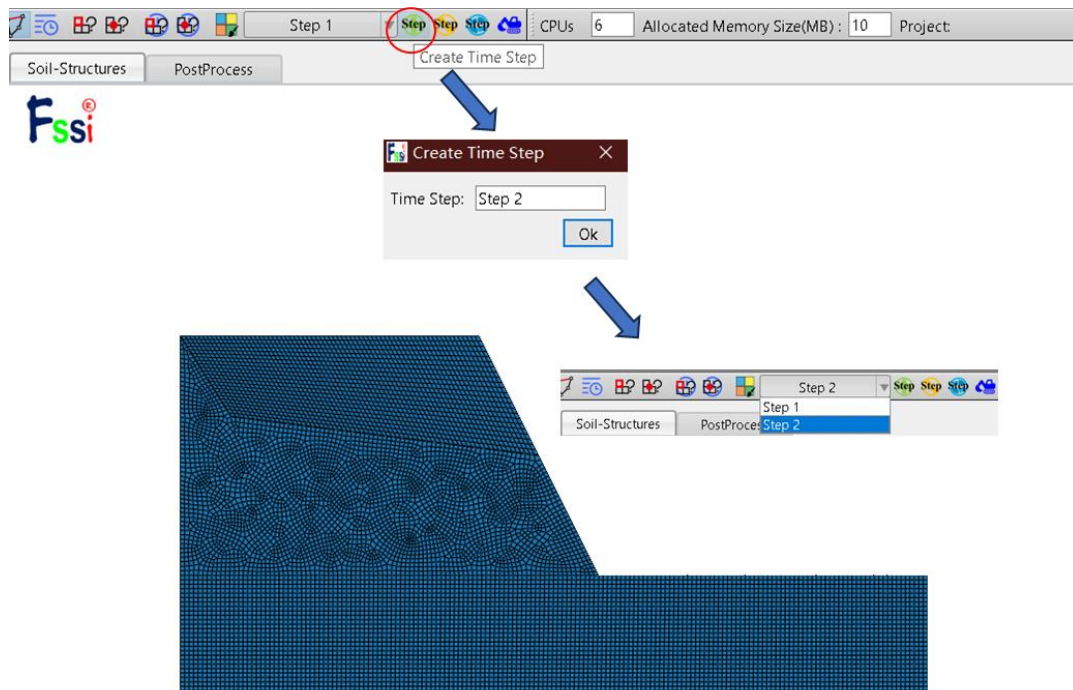 Step 1 Step Step Step CPUs 6 Allocated Memory Size(MB) : 10 Project:
Create Time Step
Soil-Structures PostProcess
Fssi®
Fssi Create Time Step
Time Step: Step 2
Ok
Step 2 Step Step Step
Step 1
Soil-Structures PostProces Step 2